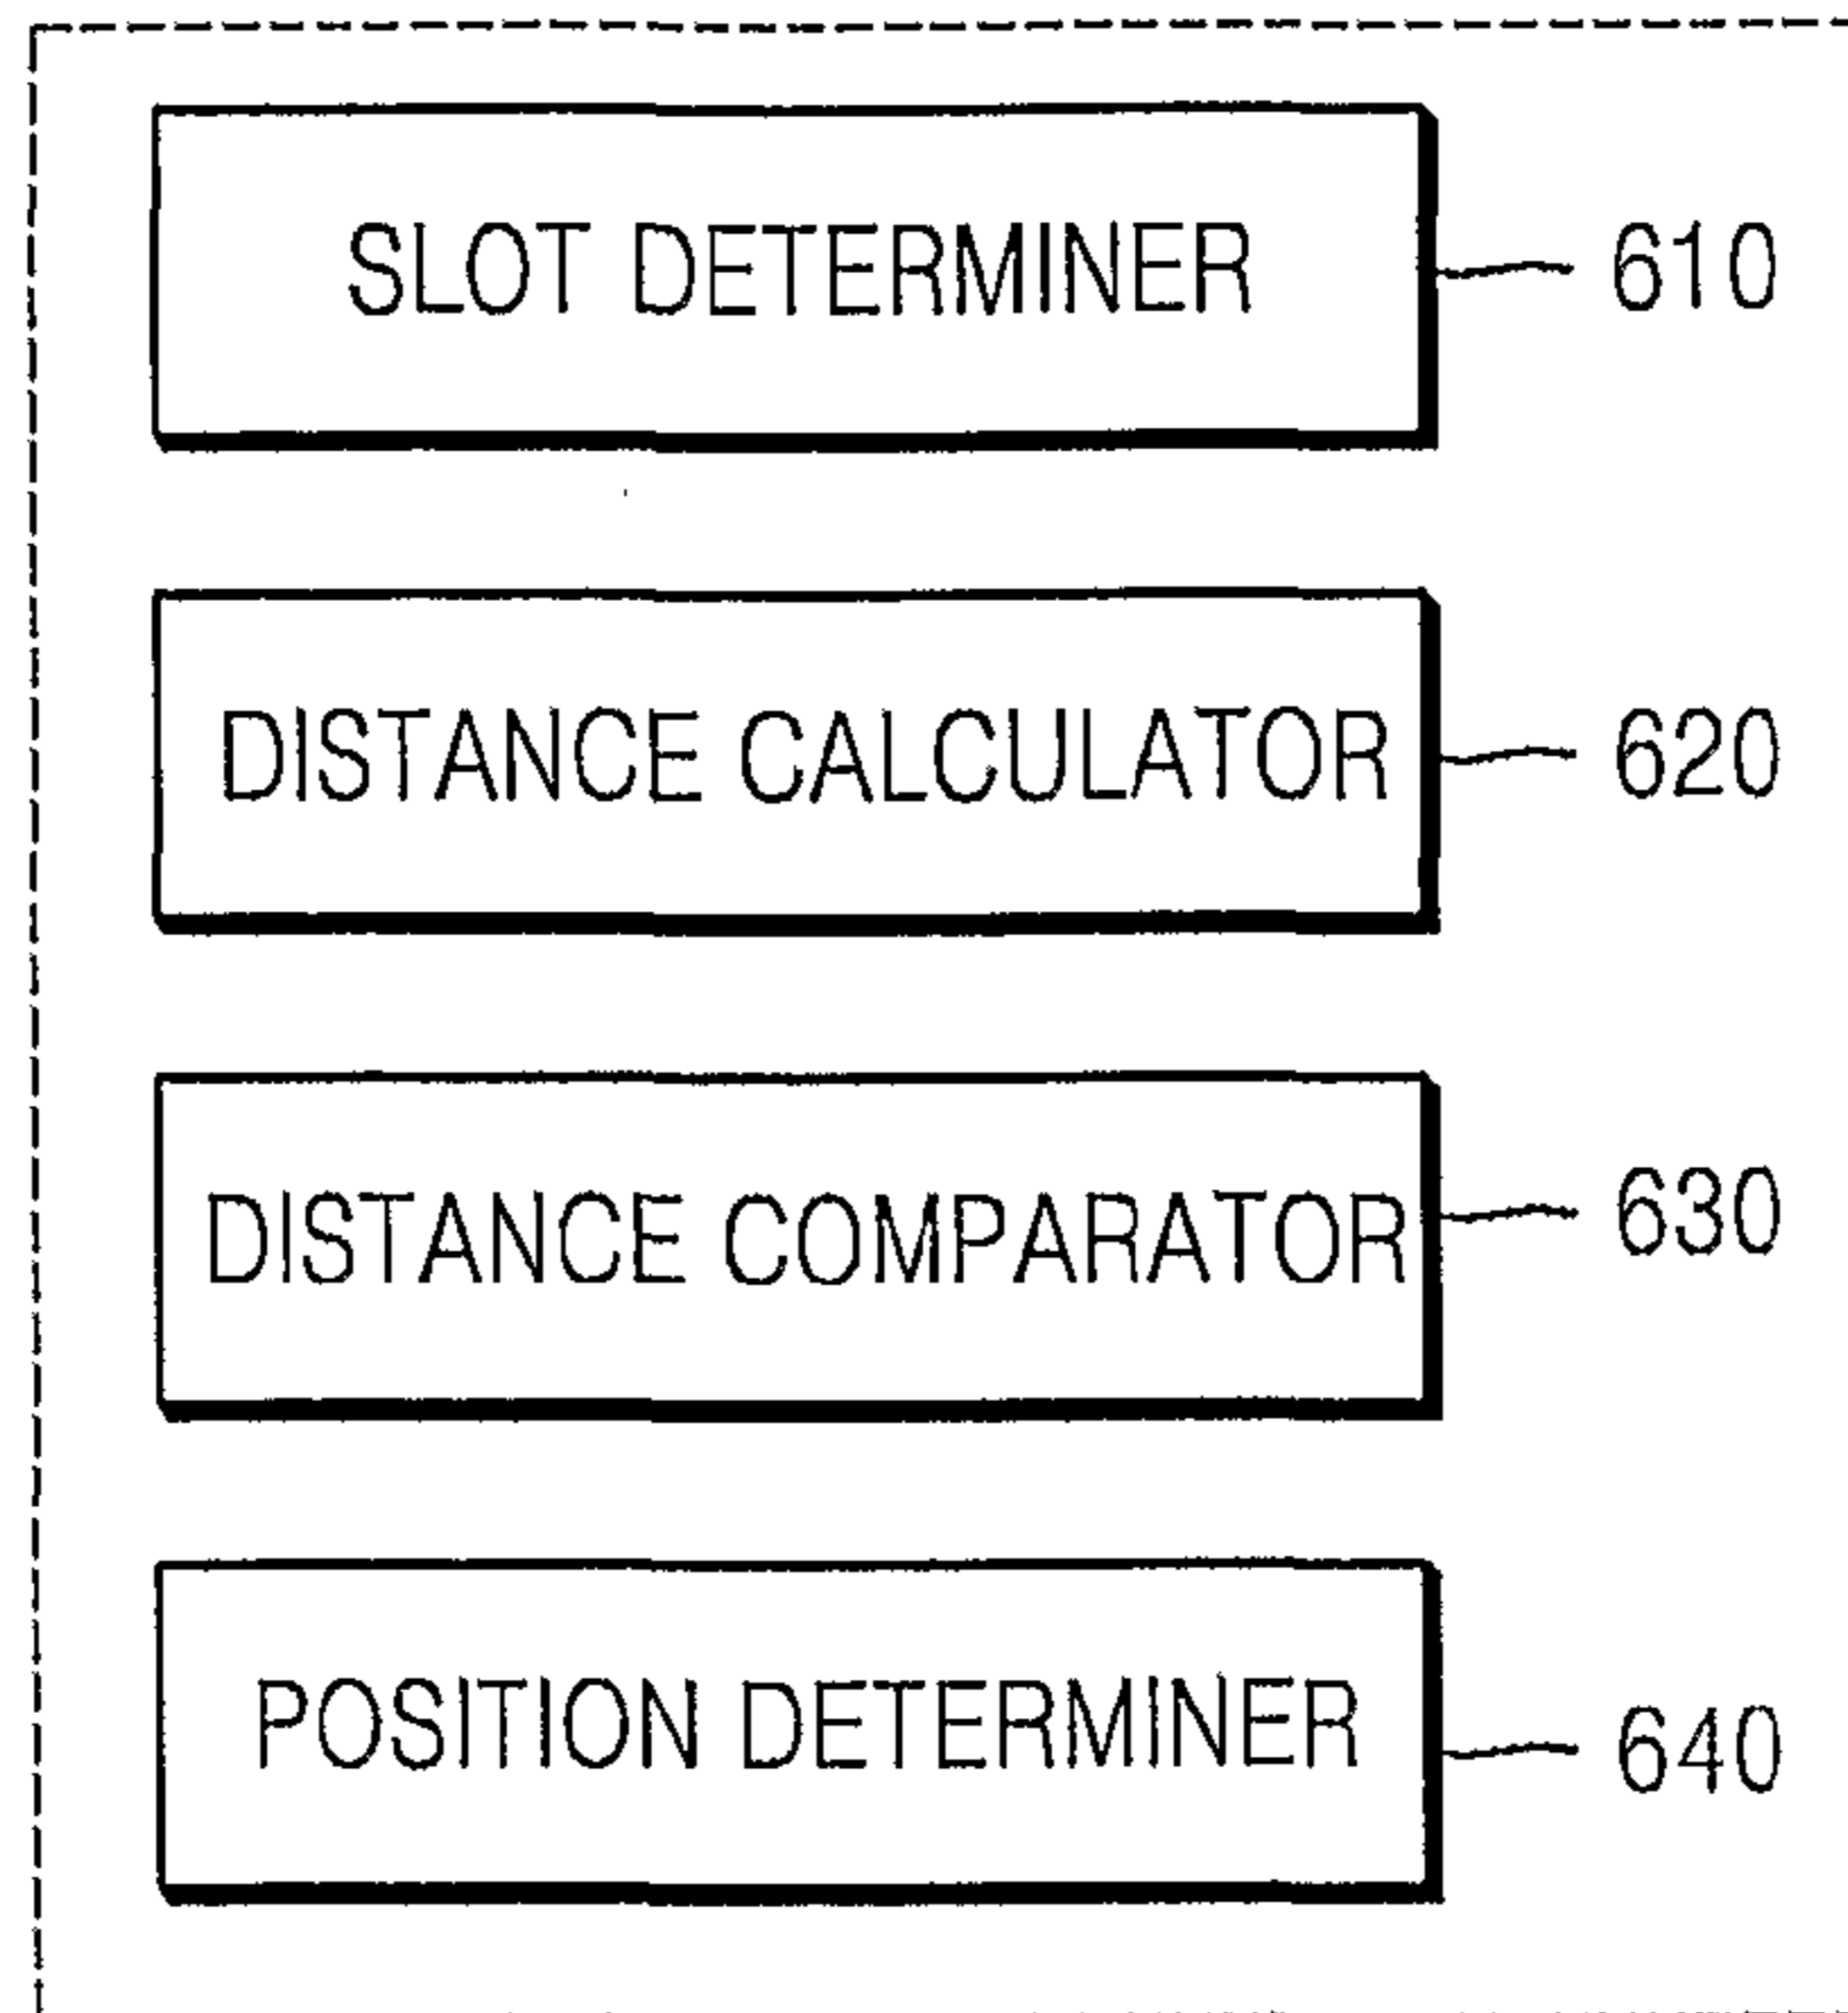 SLOT DETERMINER 610
DISTANCE CALCULATOR 620
DISTANCE COMPARATOR 630
POSITION DETERMINER 640